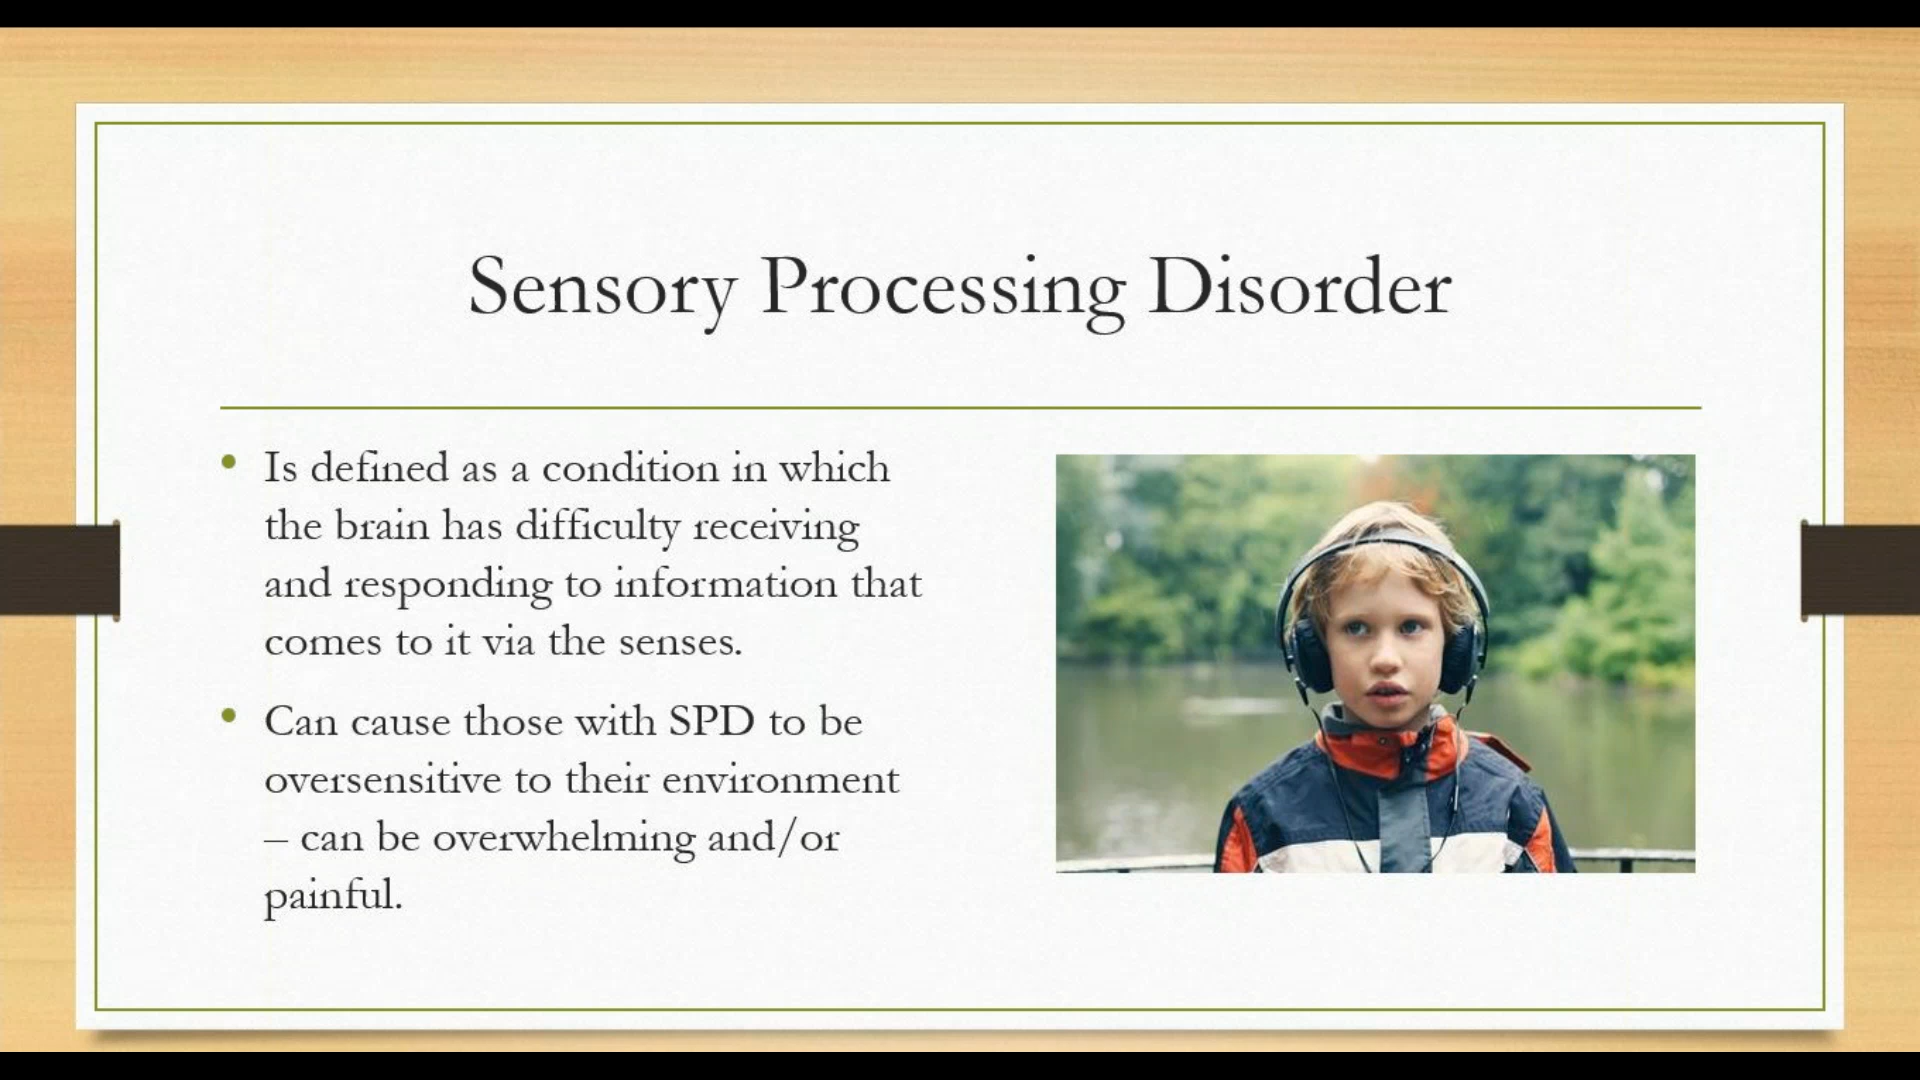 Sensory Processing Disorder
• Is defined as a condition in which
the brain has difficulty receiving
and responding to information that
comes to it via the senses.
• Can cause those with SPD to be
oversensitive to their environment
– can be overwhelming and/or
painful.